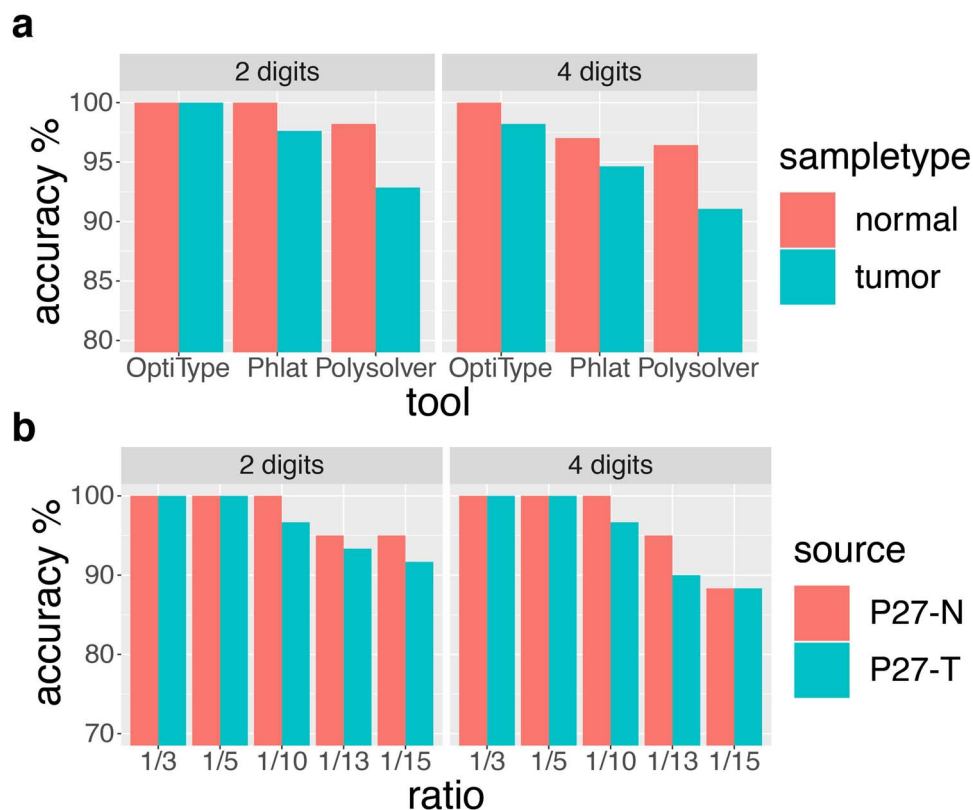 a
2 digits 4 digits
accuracy %
100
95
90
85
80
OptiType Phlat Polysolver OptiType Phlat Polysolver
tool
sampletype
normal
tumor
b
2 digits 4 digits
accuracy %
100
90
80
70
1/3 1/5 1/10 1/13 1/15 1/3 1/5 1/10 1/13 1/15
ratio
source
P27-N
P27-T